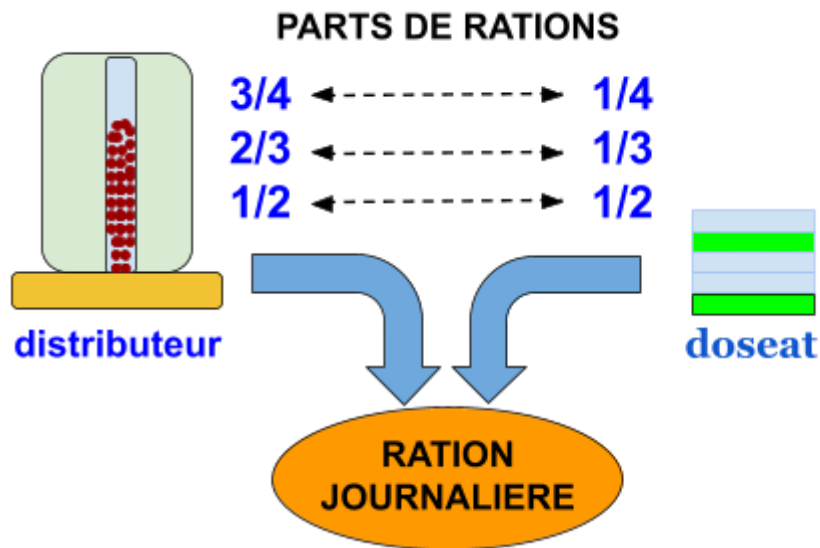 PARTS DE RATIONS
3/4 1/4
2/3 1/3
1/2 1/2
distributeur
doseat
RATION
JOURNALIERE